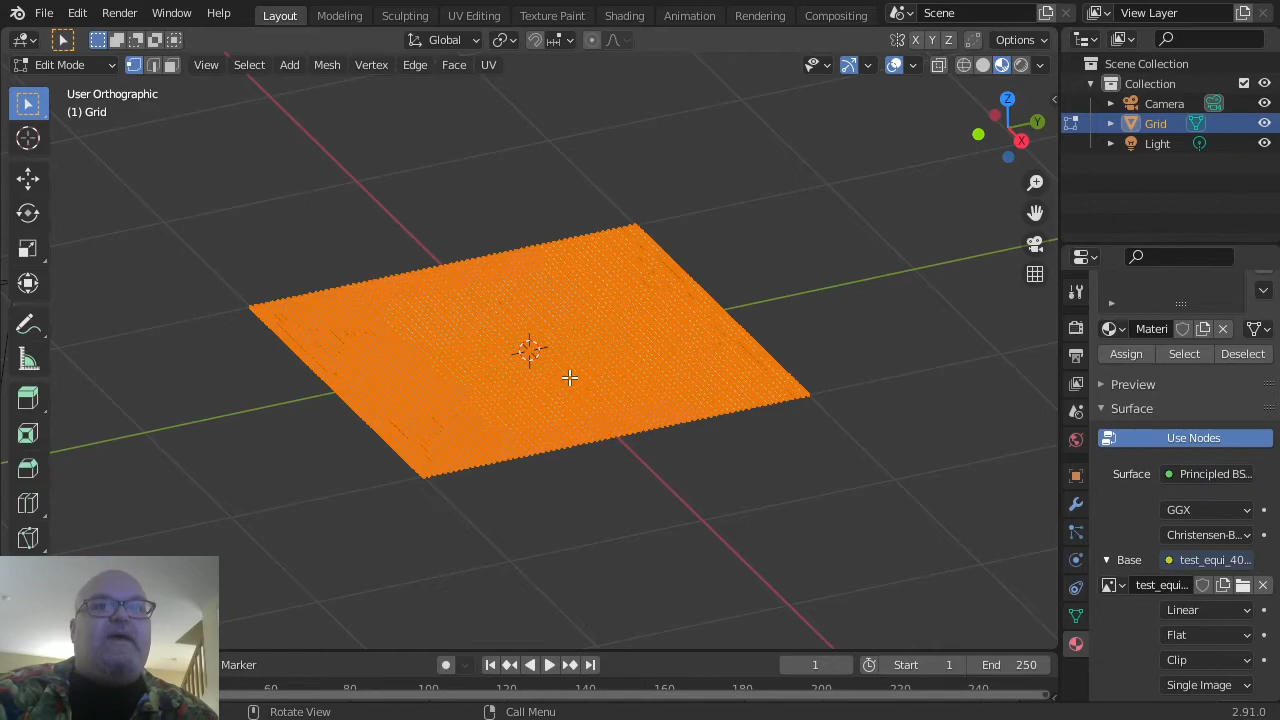 File Edit Render Window Help Layout Modeling Sculpting UV Editing Texture Paint Shading Animation Rendering Compositing Scene View Layer
Global Options
Edit Mode View Select Add Mesh Vertex Edge Face UV
X Y Z
User Orthographic
(1) Grid
Z
Y
X
Scene Collection
Collection
Camera
Grid
Light
Materi
Assign Select Deselect
Preview
Surface
Use Nodes
Surface Principled BS...
GGX
Christensen-B...
Base test_equi_40...
test_equi...
Linear
Flat
Clip
Single Image
Marker 1 Start 1 End 250
60 80 100 120 140 160 180 200 220 240
Rotate View Call Menu 2.91.0